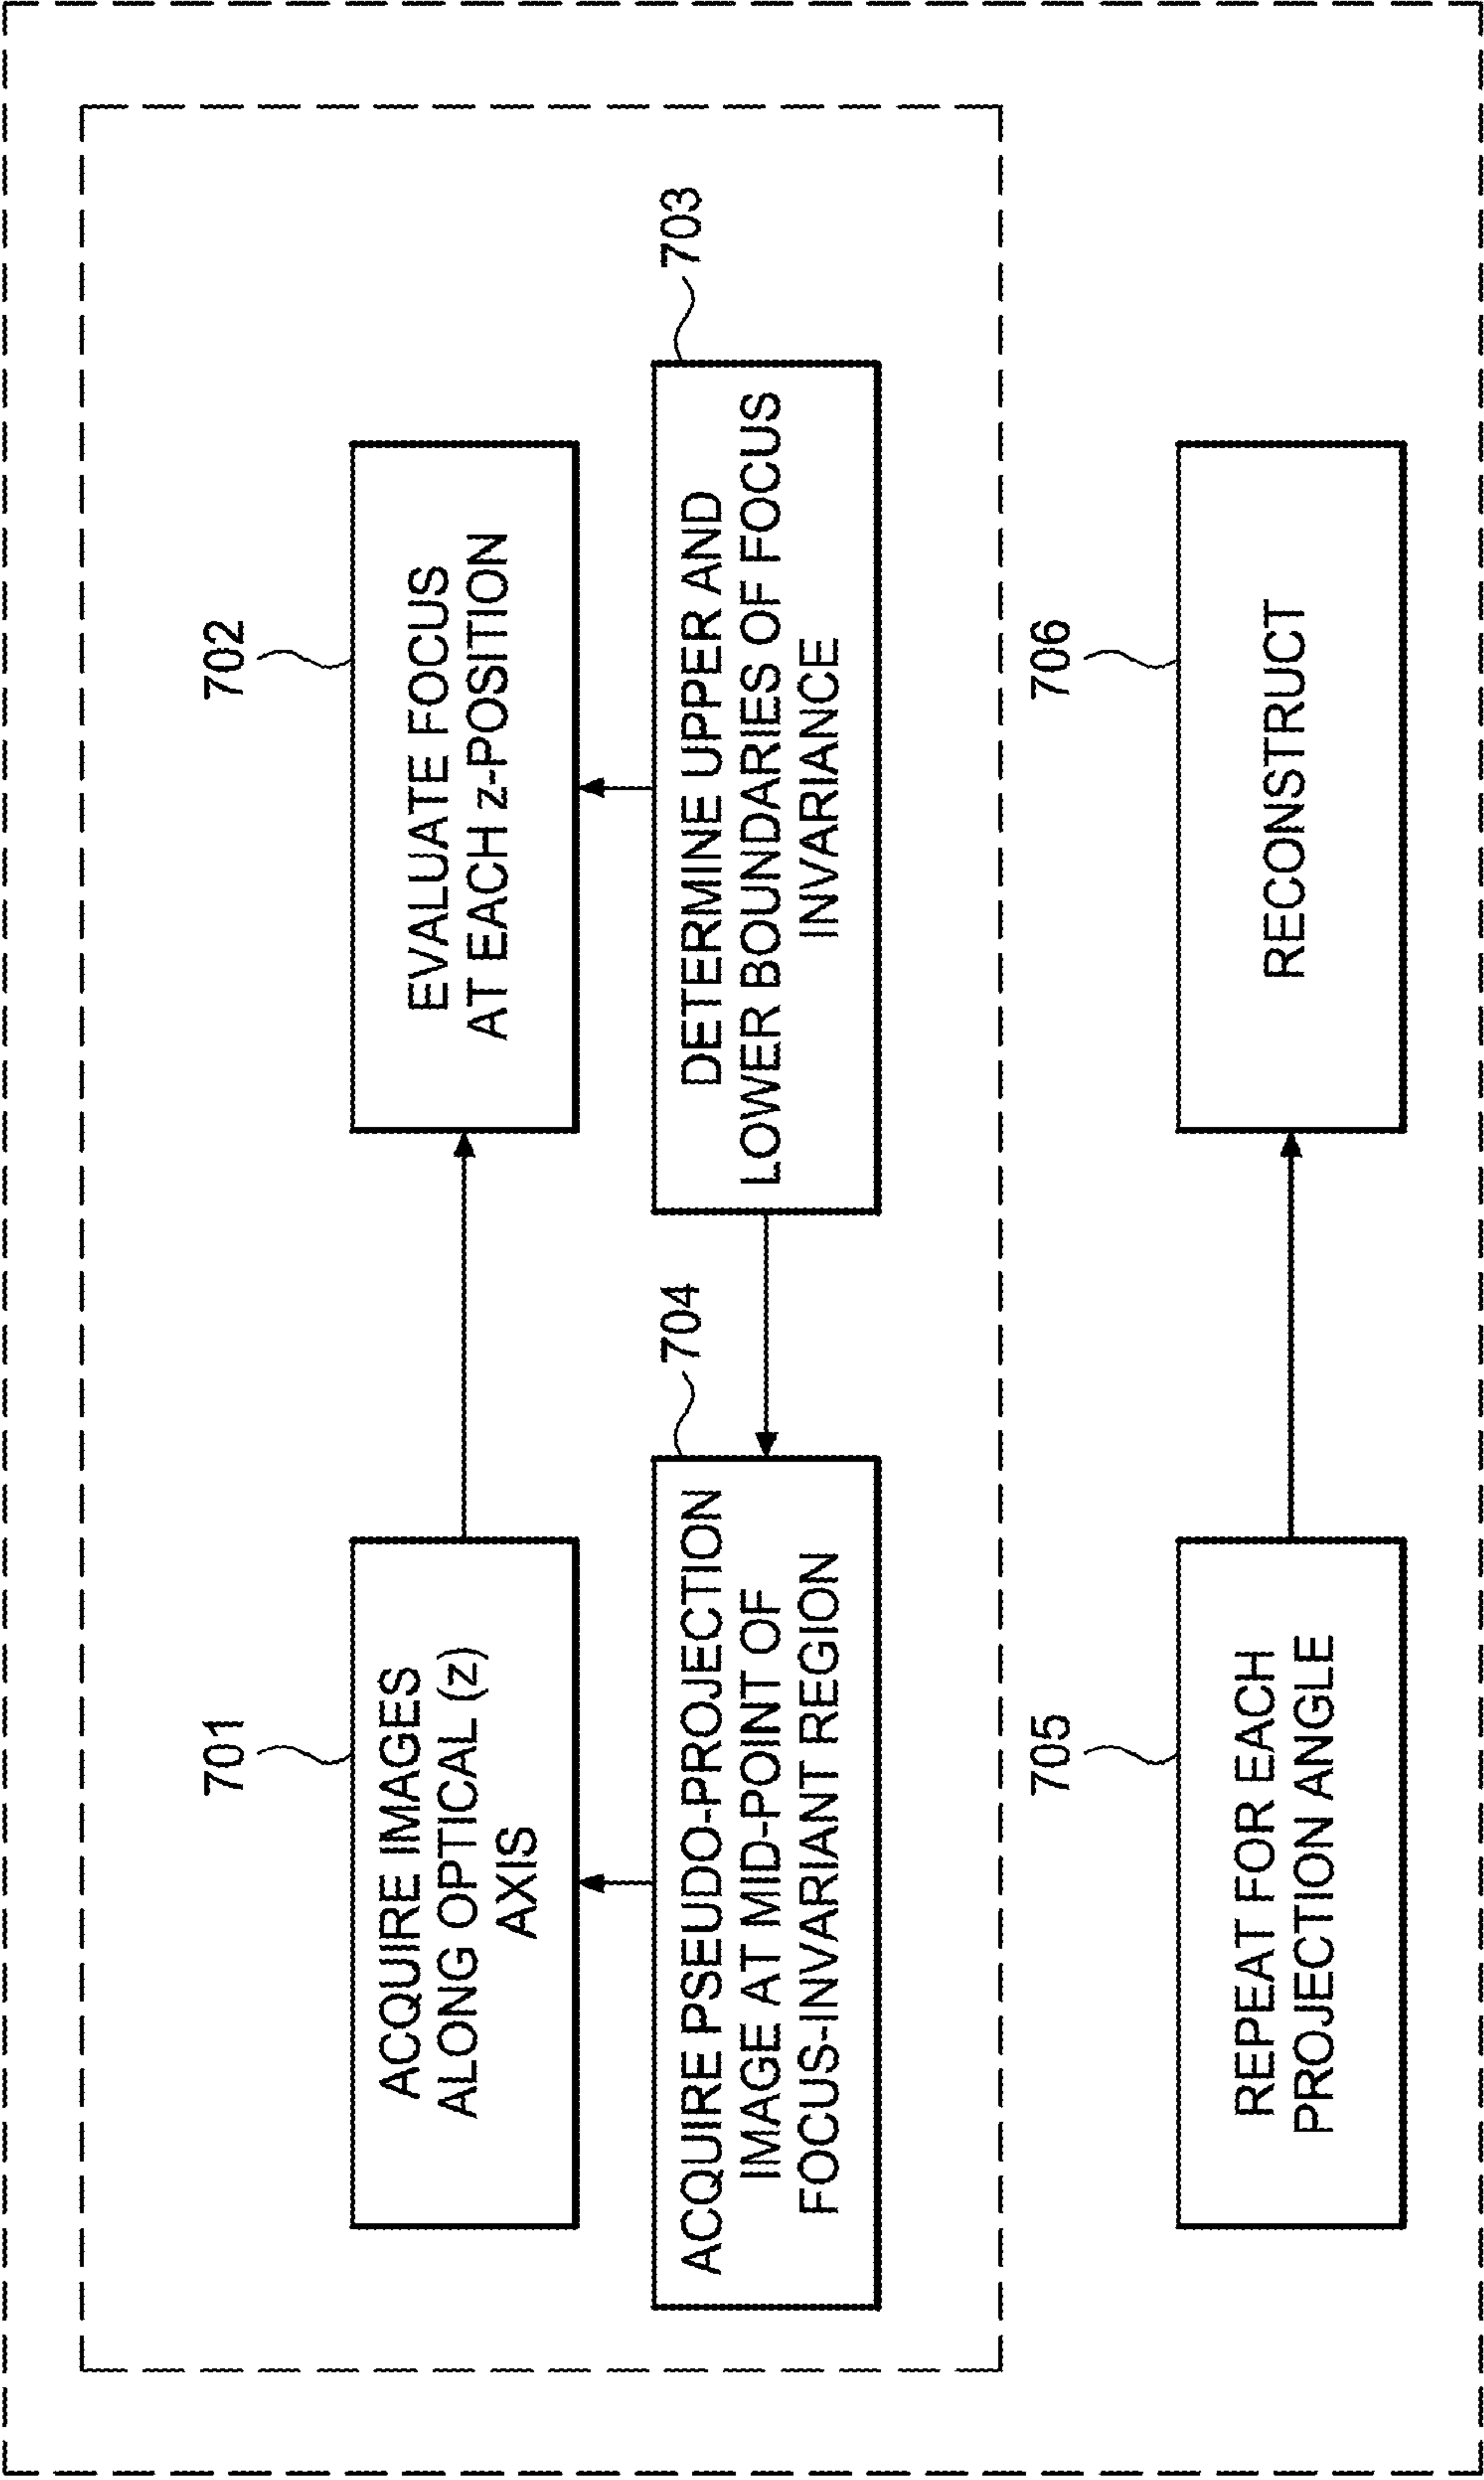 701
ACQUIRE IMAGES
ALONG OPTICAL (z)
AXIS
702
EVALUATE FOCUS
AT EACH z-POSITION
704
ACQUIRE PSEUDO-PROJECTION
IMAGE AT MID-POINT OF
FOCUS-INVARIANT REGION
703
DETERMINE UPPER AND
LOWER BOUNDARIES OF FOCUS
INVARIANCE
705
REPEAT FOR EACH
PROJECTION ANGLE
706
RECONSTRUCT